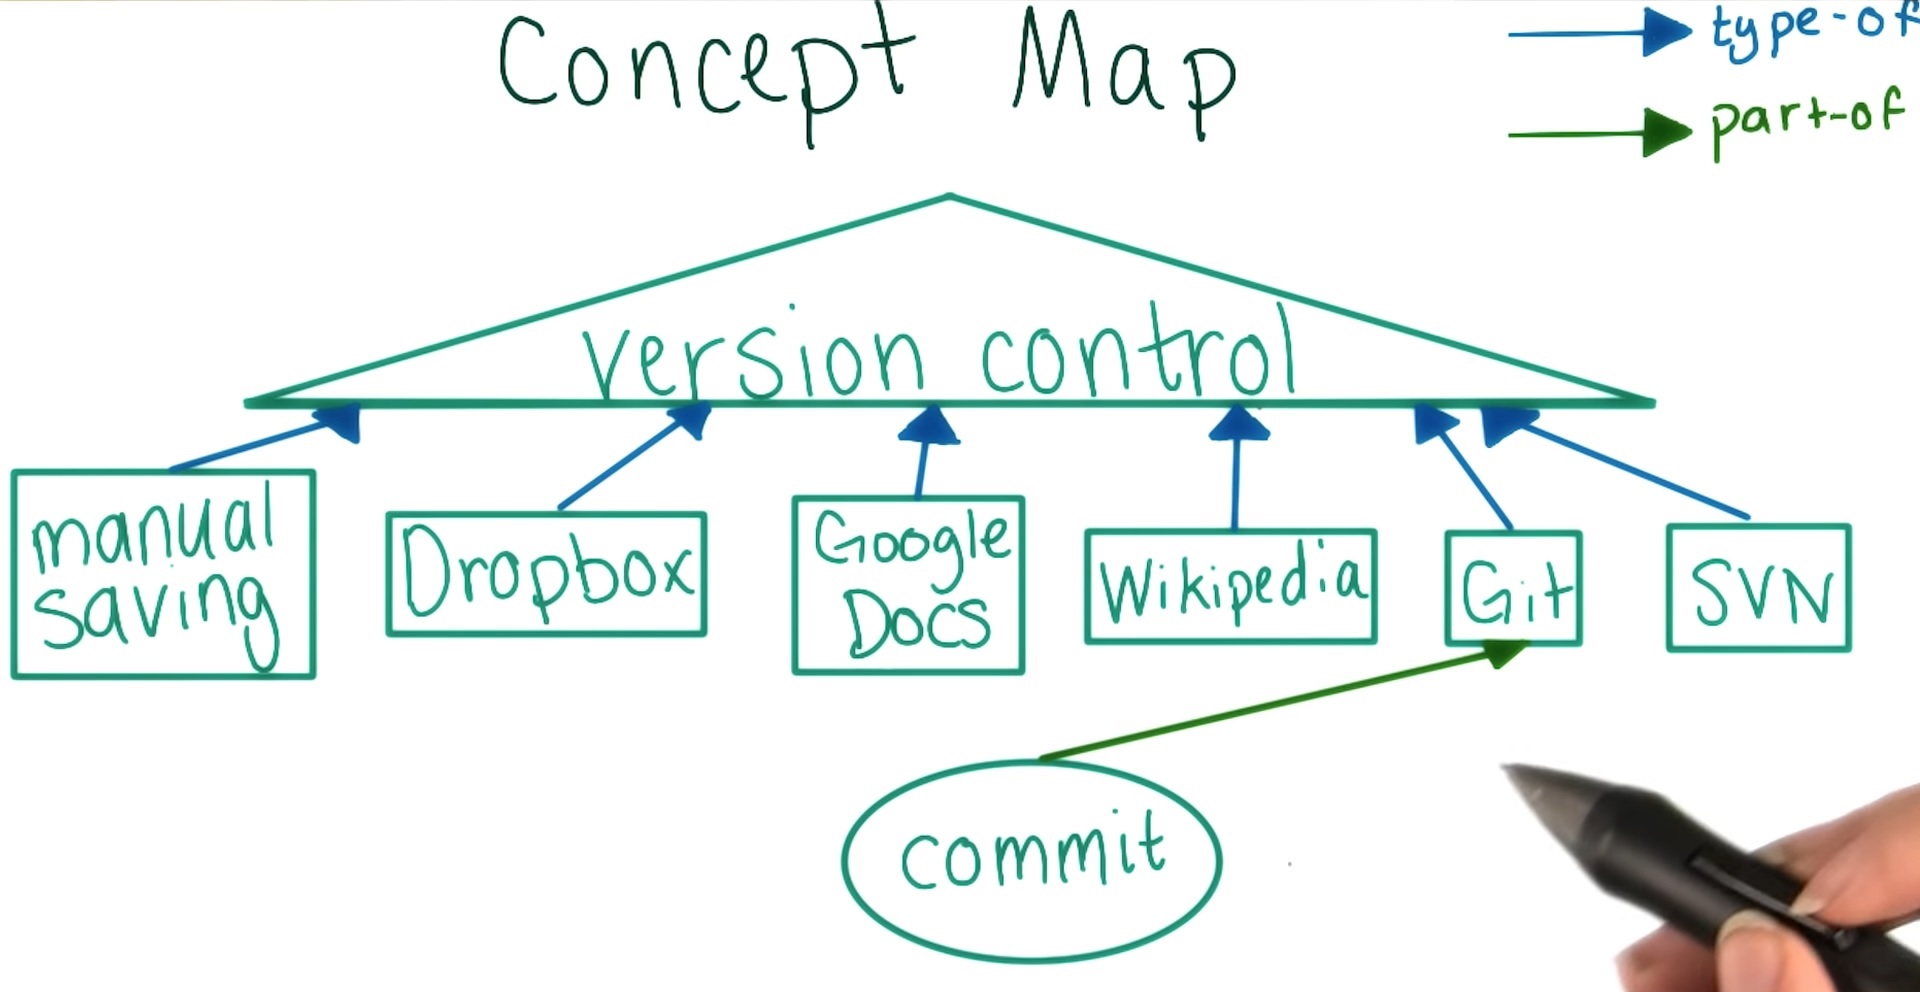 Concept Map
type-of
part-of
version control
manual
saving
Dropbox
Google
Docs
Wikipedia
Git
SVN
commit